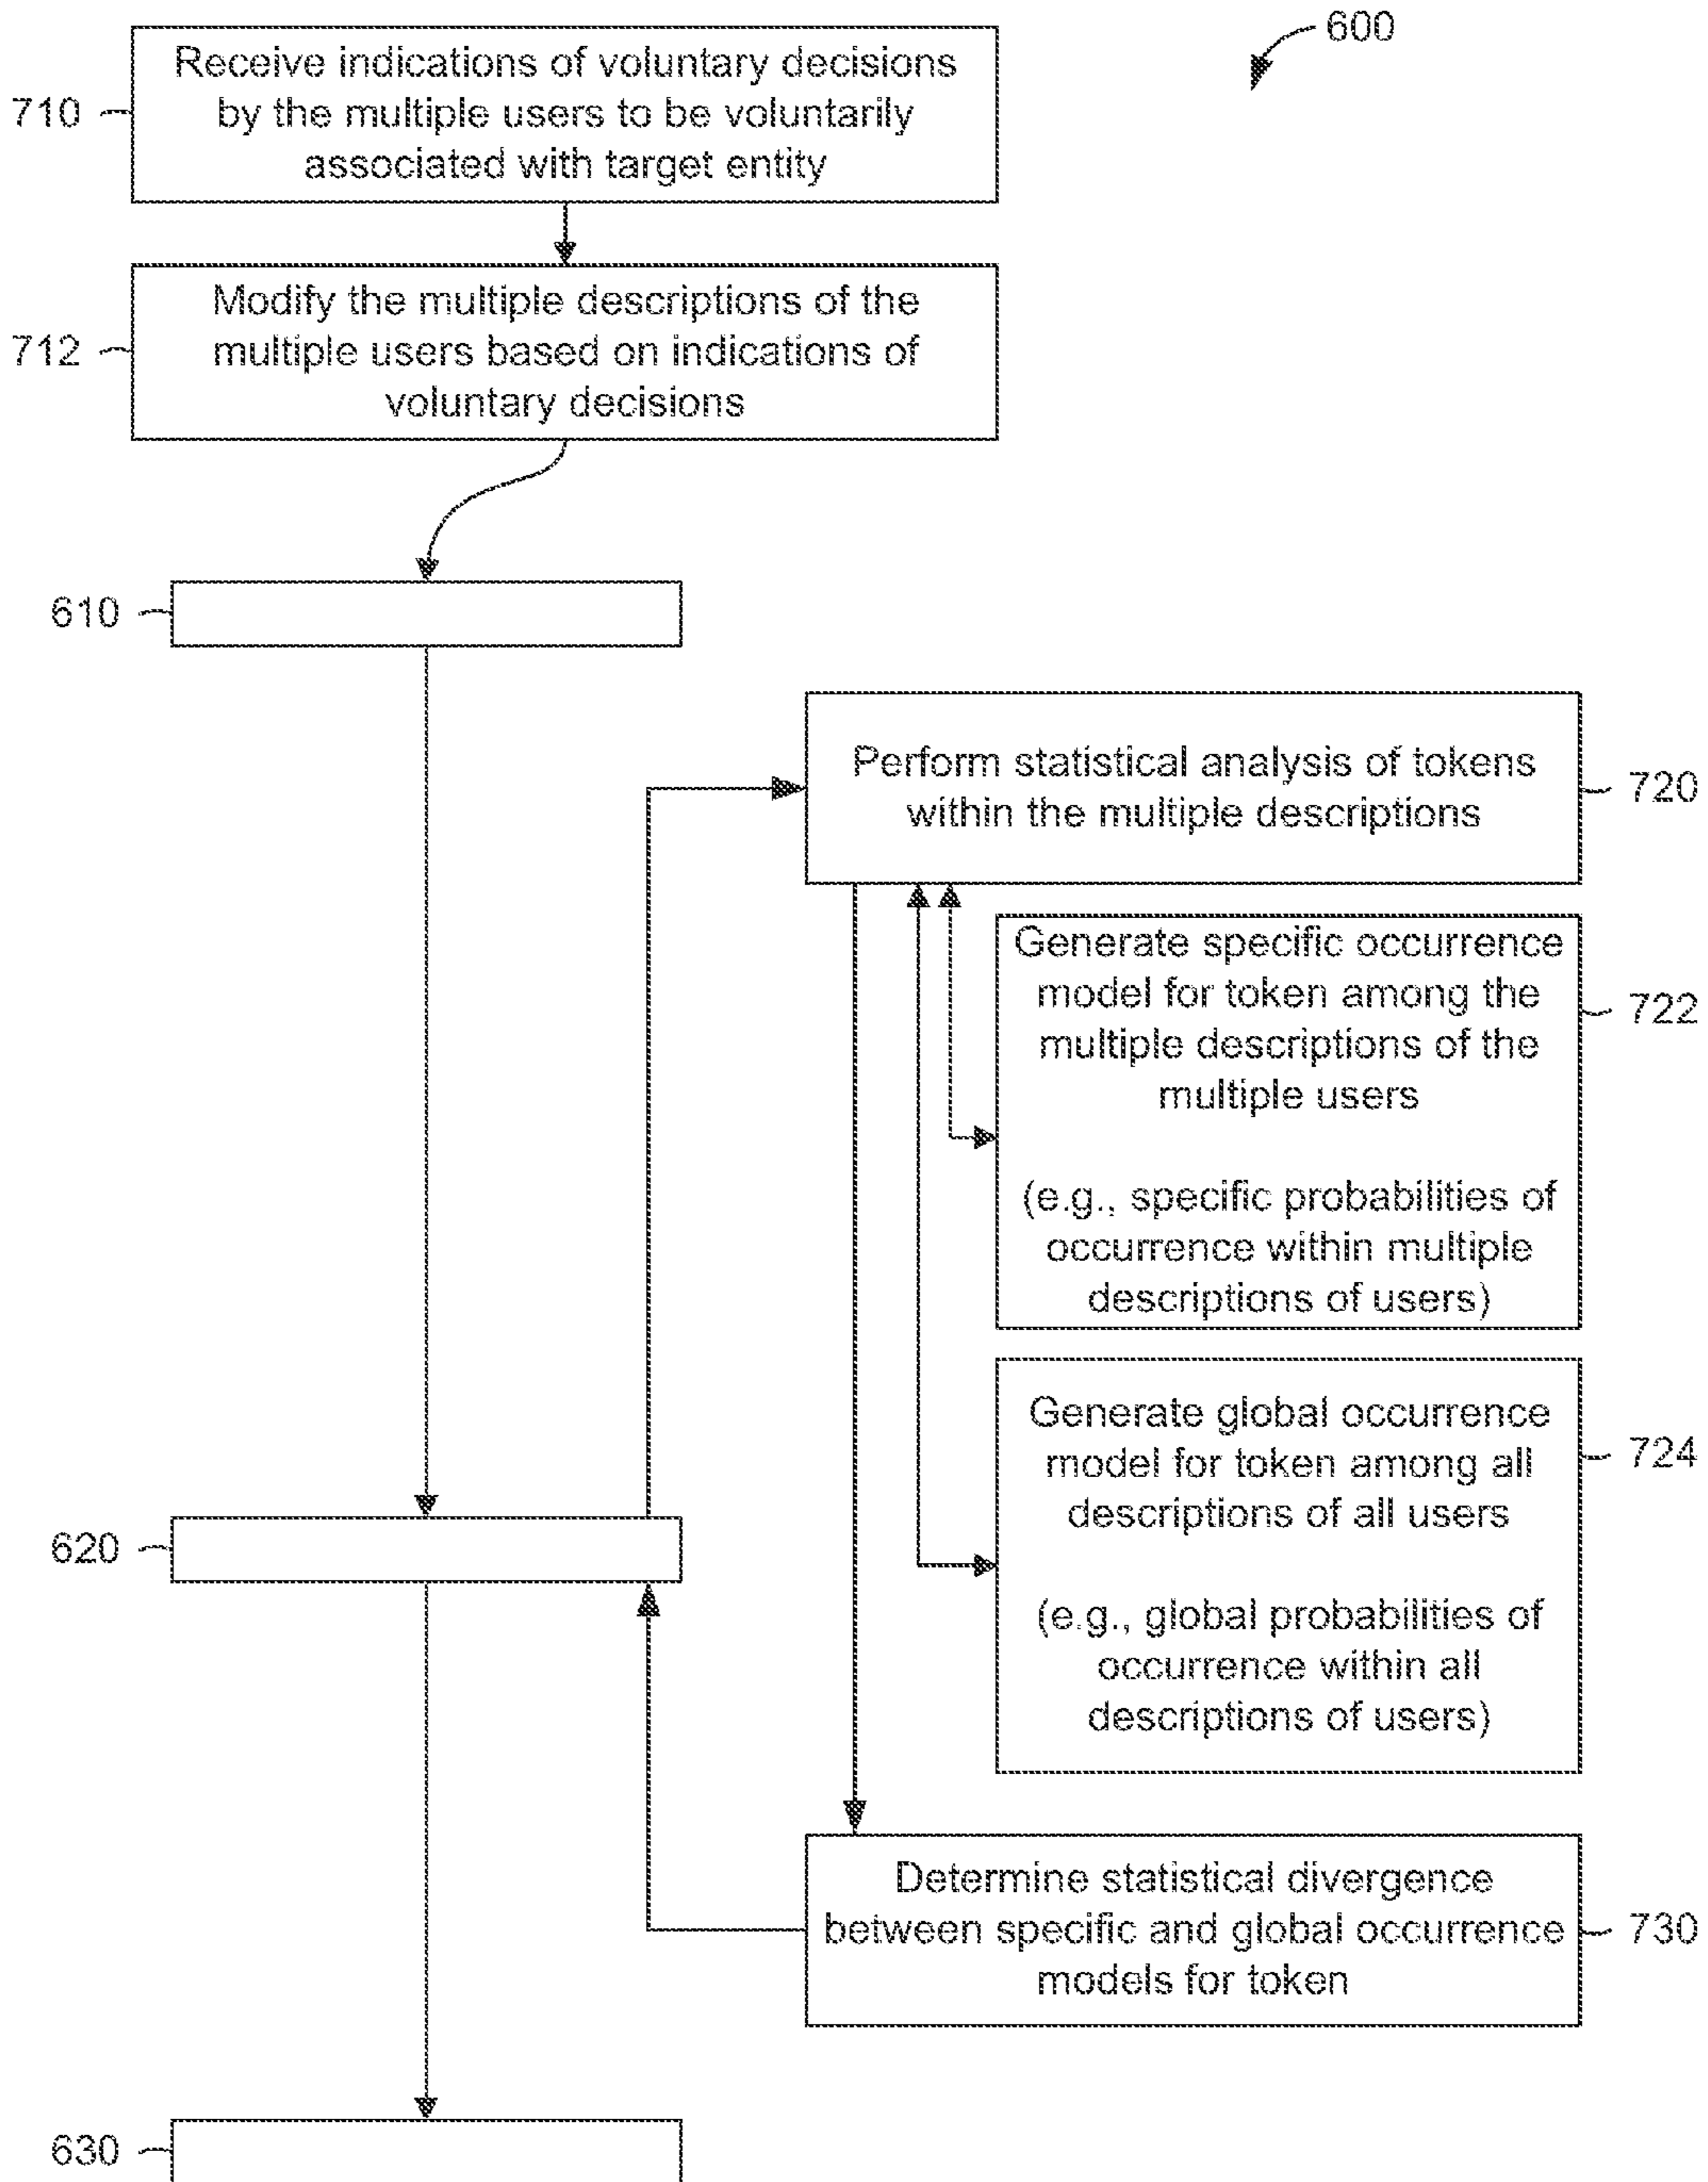 600
Receive indications of voluntary decisions
by the multiple users to be voluntarily
associated with target entity
710
Modify the multiple descriptions of the
multiple users based on indications of
voluntary decisions
712
610
Perform statistical analysis of tokens
within the multiple descriptions
720
Generate specific occurrence
model for token among the
multiple descriptions of the
multiple users
(e.g., specific probabilities of
occurrence within multiple
descriptions of users)
722
Generate global occurrence
model for token among all
descriptions of all users
(e.g., global probabilities of
occurrence within all
descriptions of users)
724
620
Determine statistical divergence
between specific and global occurrence
models for token
730
630